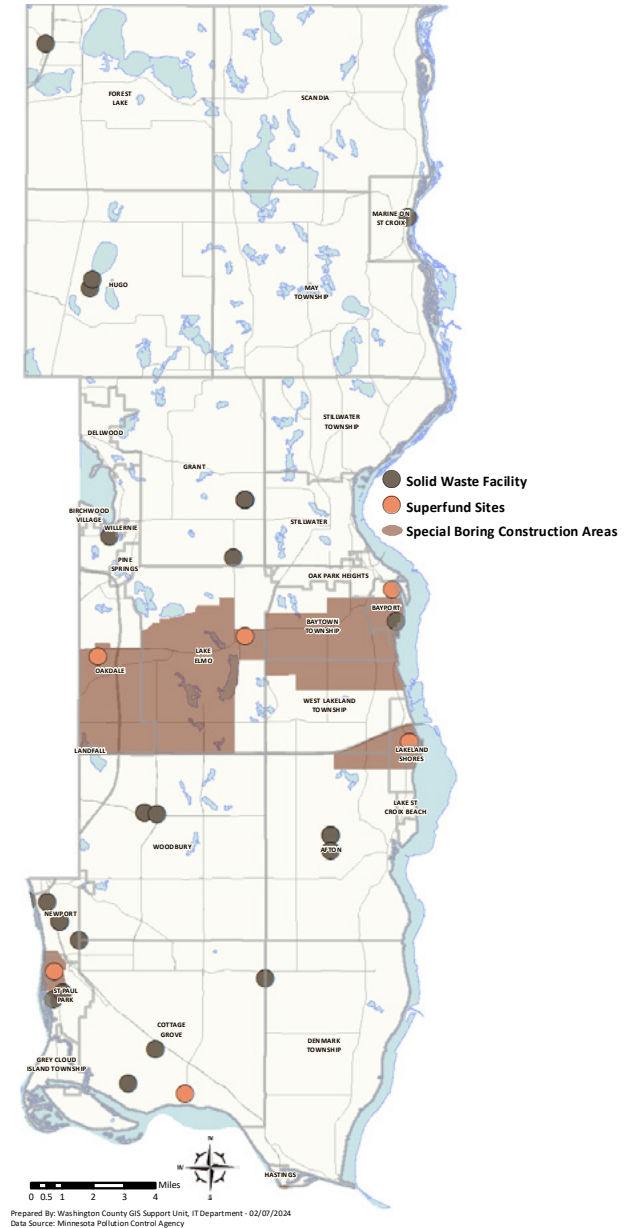 FOREST
LAKE
SCANDIA
MARINE ON
ST CROIX
HUGO
MAY
TOWNSHIP
STILLWATER
TOWNSHIP
DELLWOOD
GRANT
Solid Waste Facility
Superfund Sites
Special Boring Construction Areas
BIRCHWOOD
VILLAGE
WILLERNIE
STILLWATER
PINE
SPRINGS
OAK PARK HEIGHTS
BAYPORT
BAYTOWN
TOWNSHIP
LAKE
ELMO
OAKDALE
WEST LAKELAND
TOWNSHIP
LANDFALL
LAKELAND
SHORES
LAKE ST
CROIX BEACH
WOODBURY
AFTON
NEWPORT
ST PAUL
PARK
COTTAGE
GROVE
DENMARK
TOWNSHIP
GREY CLOUD
ISLAND TOWNSHIP
HASTINGS
Miles
0 0.5 1 2 4
Prepared By: Washington County GIS Support Unit, IT Department - 02/07/2024
Data Source: Minnesota Pollution Control Agency